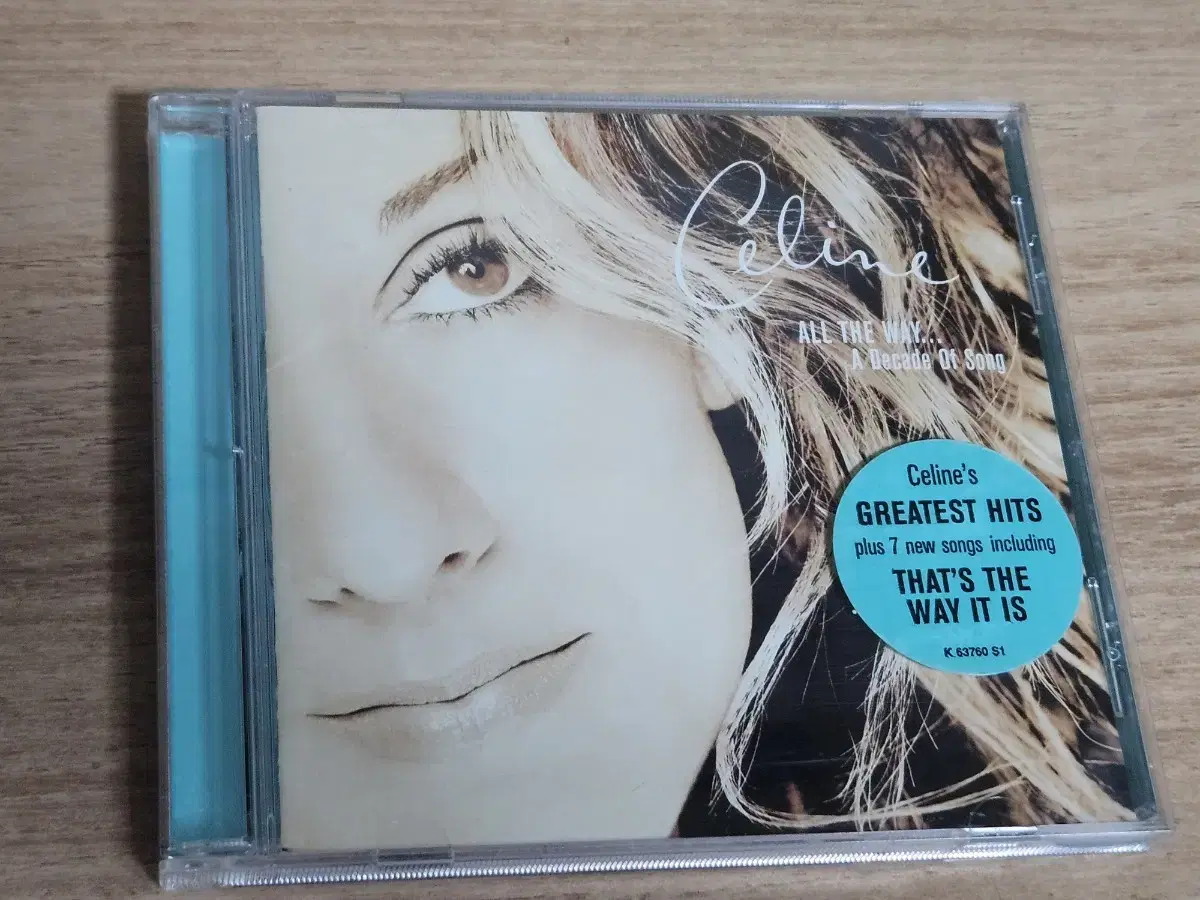 Celine
ALL THE WAY...
A Decade Of Song
Celine's
GREATEST HITS
plus 7 new songs including
THAT'S THE
WAY IT IS
K 63760 S1